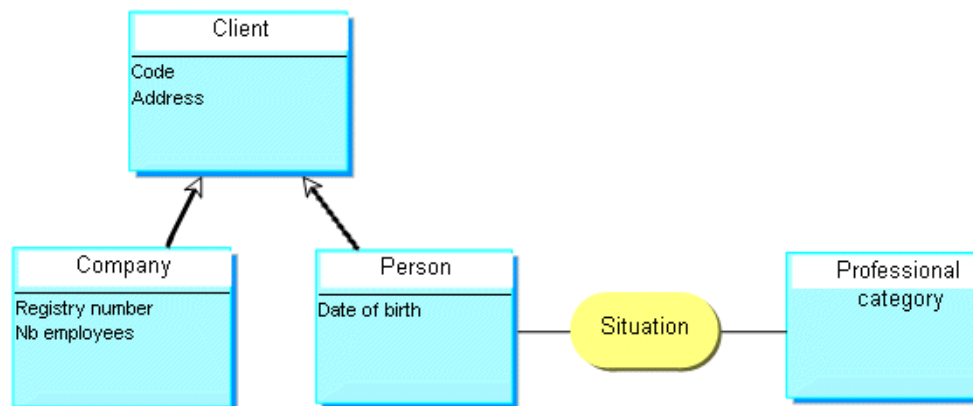 Client
Code
Address
Company
Registry number
Nb employees
Person
Date of birth
Situation
Professional
category